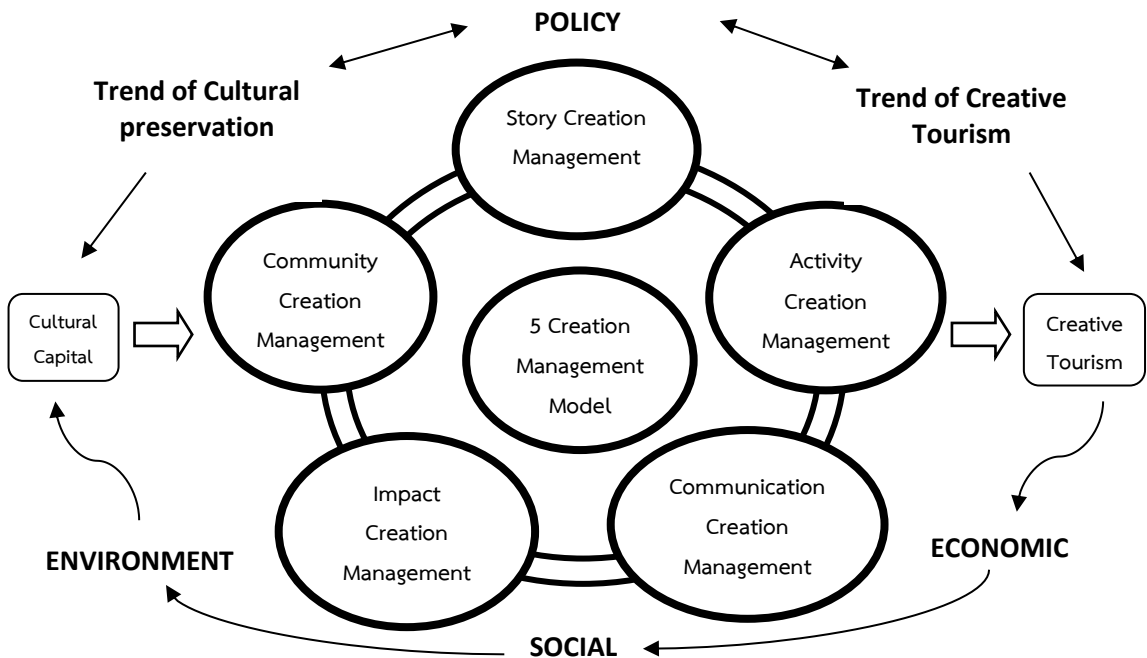 POLICY
Trend of Cultural
preservation
Trend of Creative
Tourism
Story Creation
Management
Community
Creation
Management
Activity
Creation
Management
5 Creation
Management
Model
Cultural
Capital
Creative
Tourism
Impact
Creation
Management
Communication
Creation
Management
ENVIRONMENT
ECONOMIC
SOCIAL